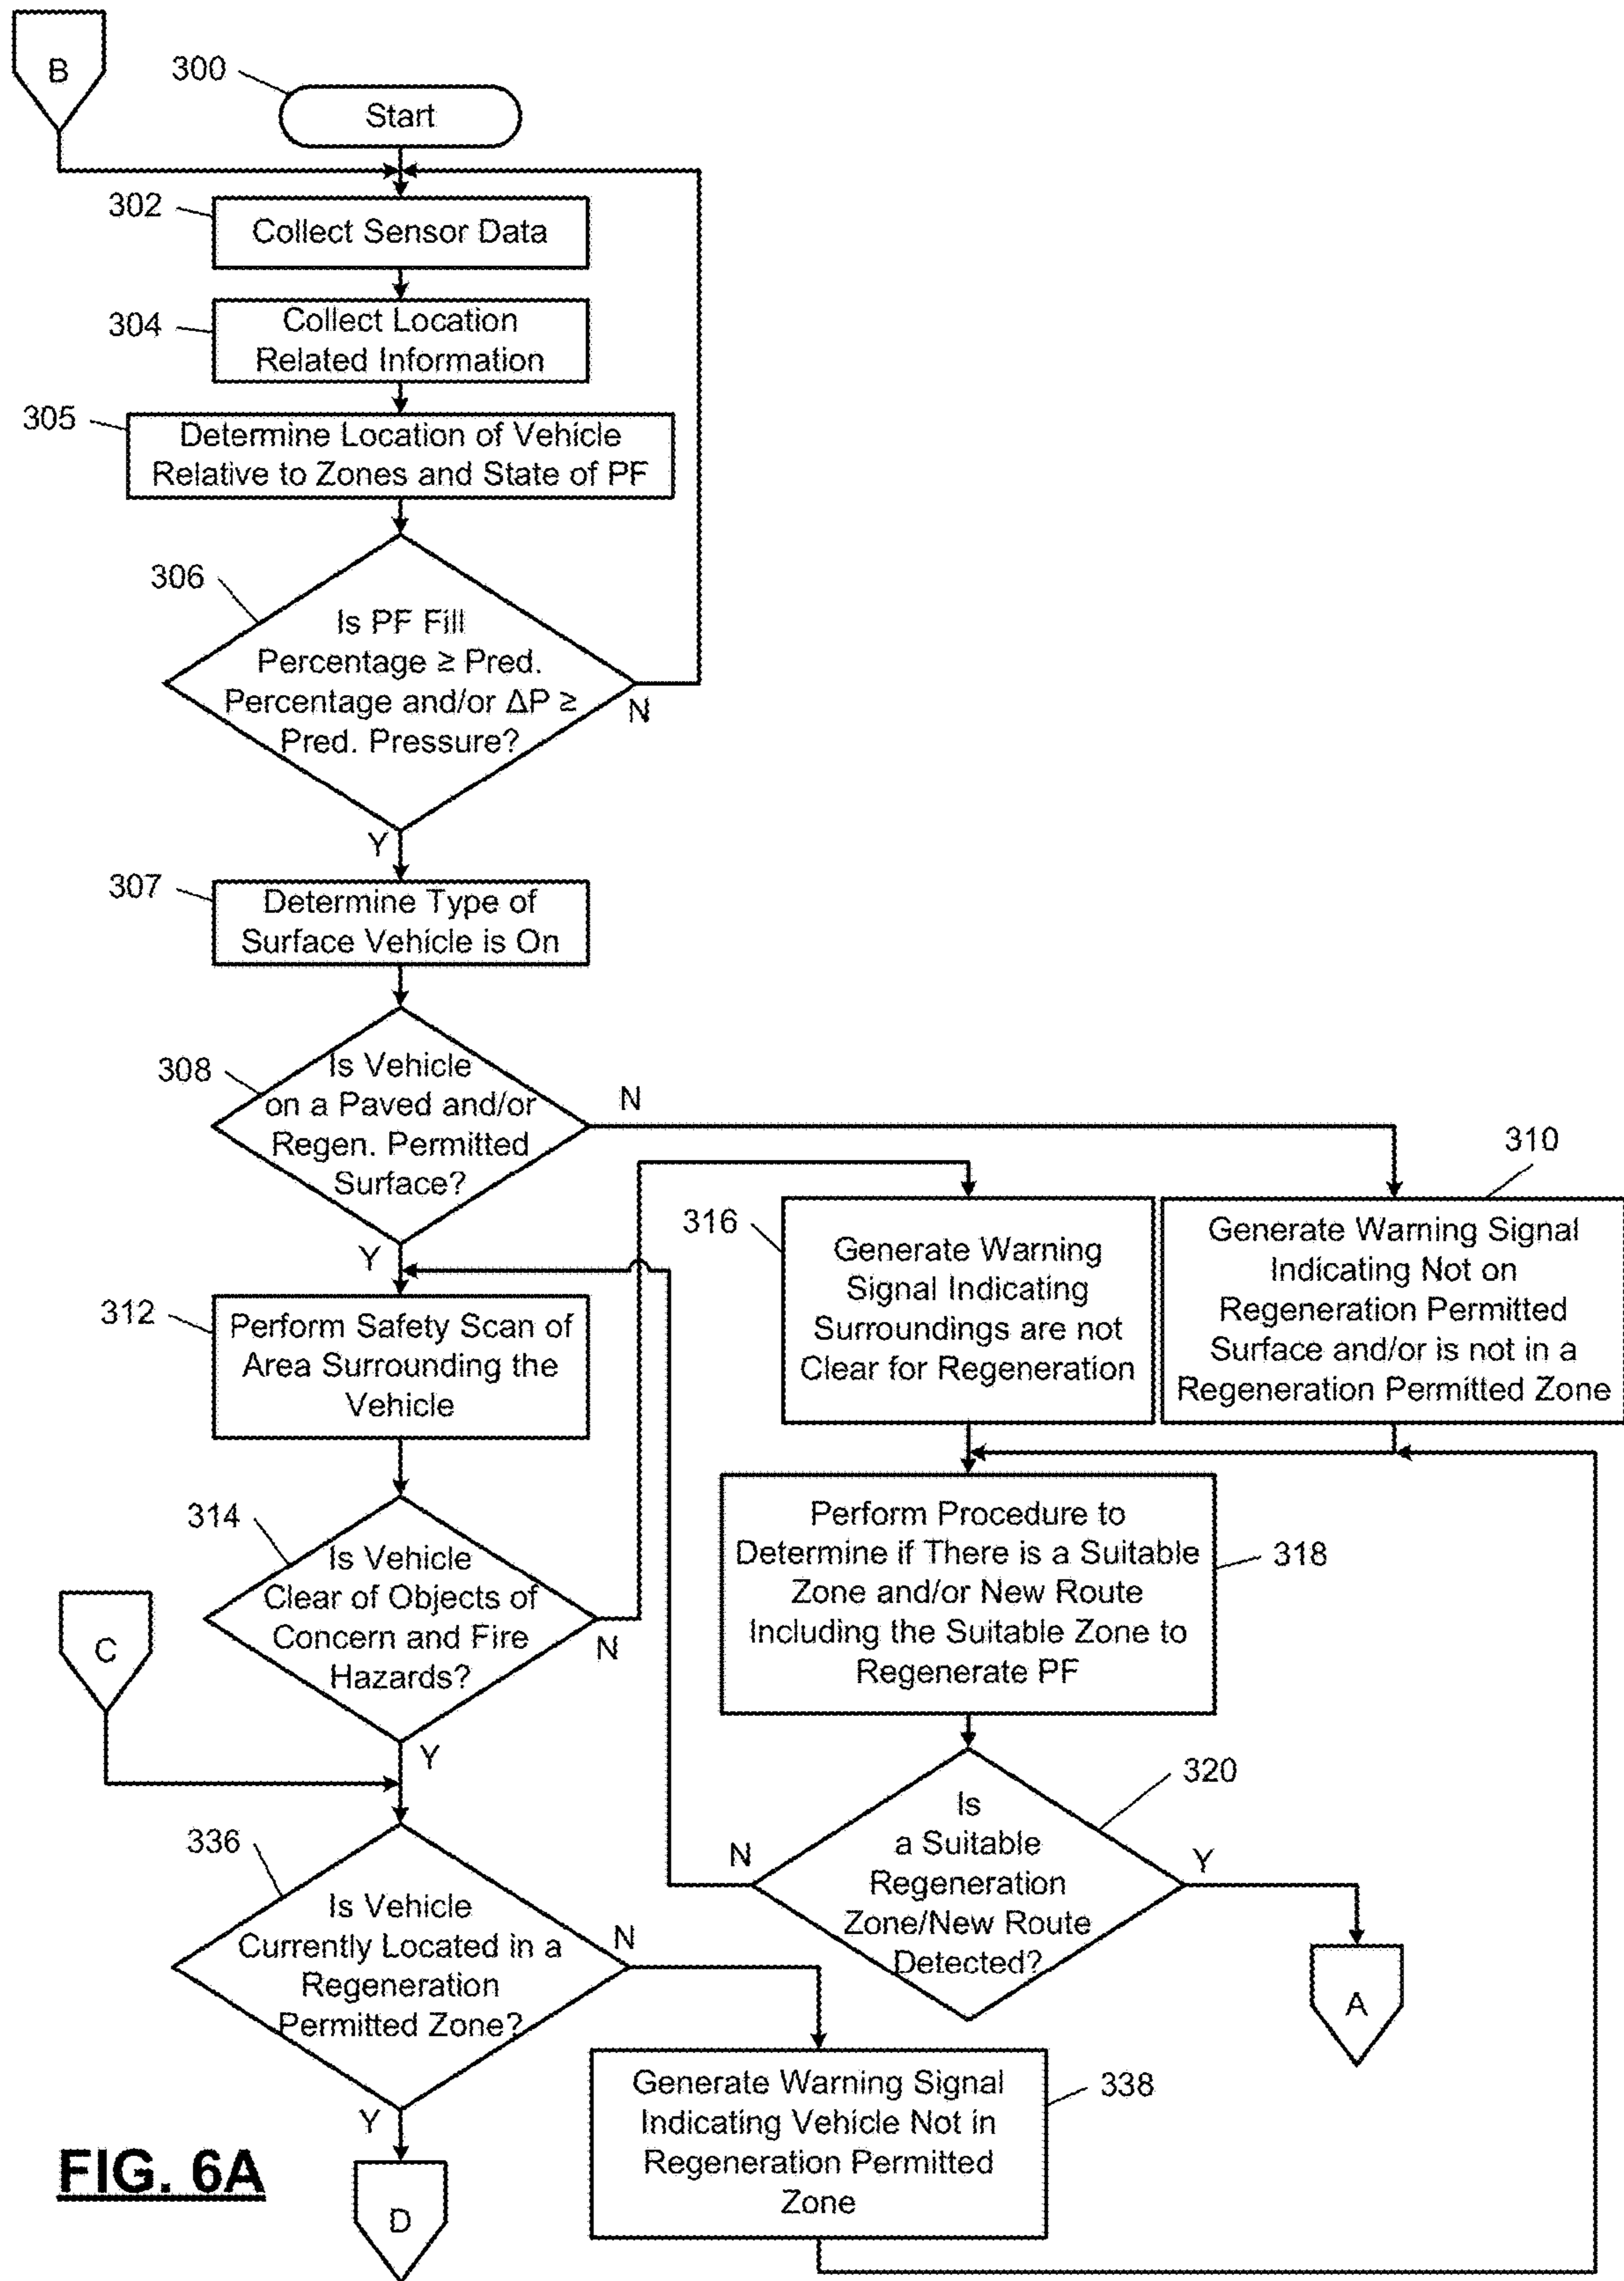 B
300
Start
302
Collect Sensor Data
304
Collect Location
Related Information
305
Determine Location of Vehicle
Relative to Zones and State of PF
306
Is PF Fill
Percentage ≥ Pred.
Percentage and/or ΔP ≥
Pred. Pressure?
N
Y
307
Determine Type of
Surface Vehicle is On
308
Is Vehicle
on a Paved and/or
Regen. Permitted
Surface?
N
Y
310
Generate Warning Signal
Indicating Not on
Regeneration Permitted
Surface and/or is not in a
Regeneration Permitted Zone
316
Generate Warning
Signal Indicating
Surroundings are not
Clear for Regeneration
312
Perform Safety Scan of
Area Surrounding the
Vehicle
314
Is Vehicle
Clear of Objects of
Concern and Fire
Hazards?
N
Y
C
318
Perform Procedure to
Determine if There is a Suitable
Zone and/or New Route
Including the Suitable Zone to
Regenerate PF
320
Is
a Suitable
Regeneration
Zone/New Route
Detected?
N
Y
A
336
Is Vehicle
Currently Located in a
Regeneration
Permitted Zone?
N
Y
338
Generate Warning Signal
Indicating Vehicle Not in
Regeneration Permitted
Zone
D
FIG. 6A